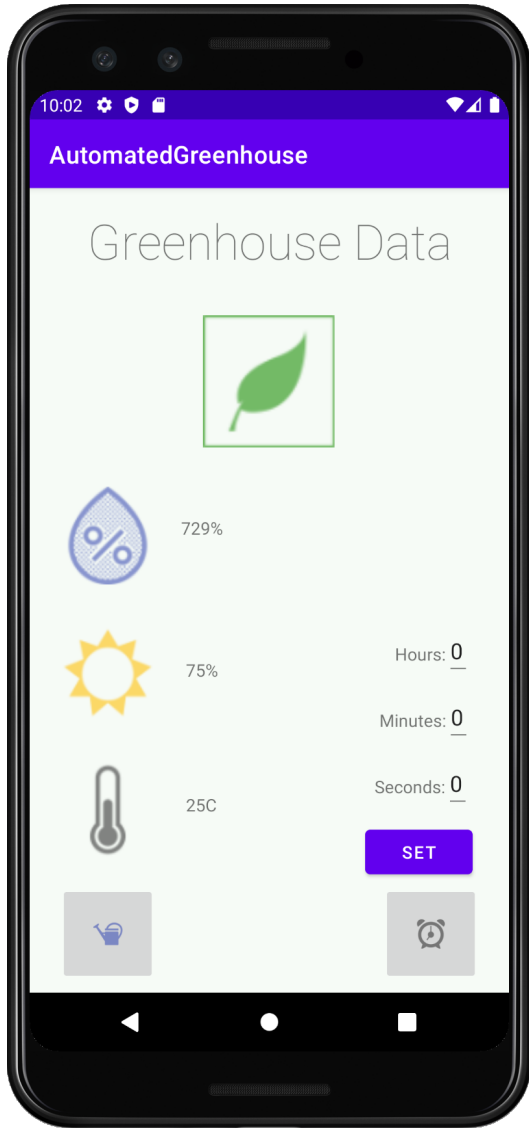 10:02
AutomatedGreenhouse
Greenhouse Data
%
729%
75%
Hours: 0
Minutes: 0
Seconds: 0
25C
SET